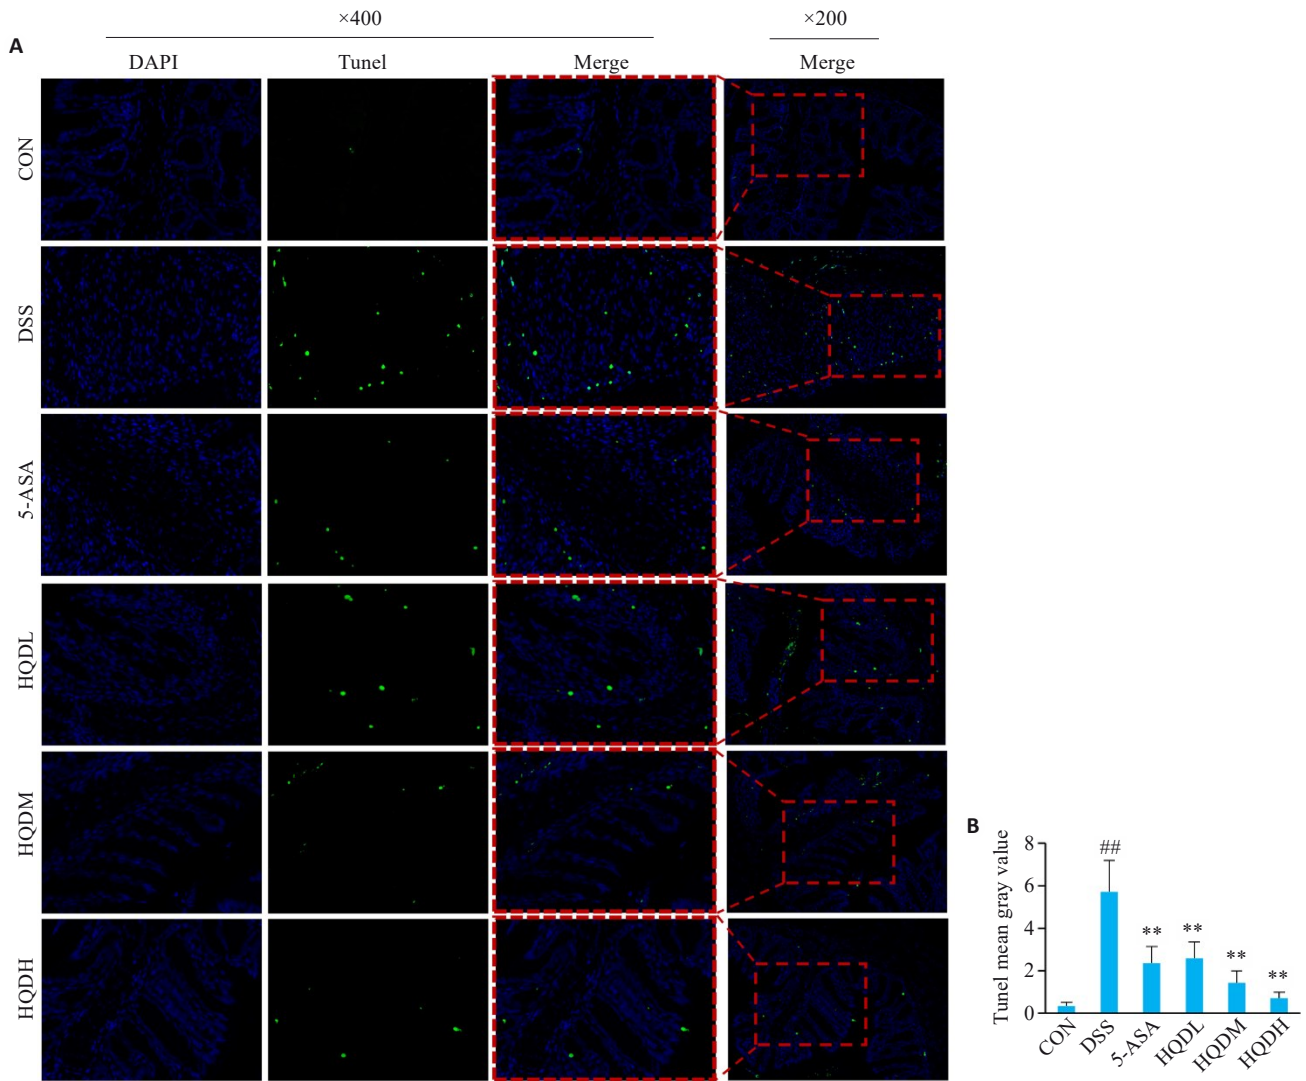 ×400
×200
A
DAPI
Tunel
Merge
Merge
CON
DSS
5-ASA
HQDL
HQDM
HQDH
B
Tunel mean gray value
8
6
4
2
0
##
**
**
**
**
CON
DSS
5-ASA
HQDL
HQDM
HQDH